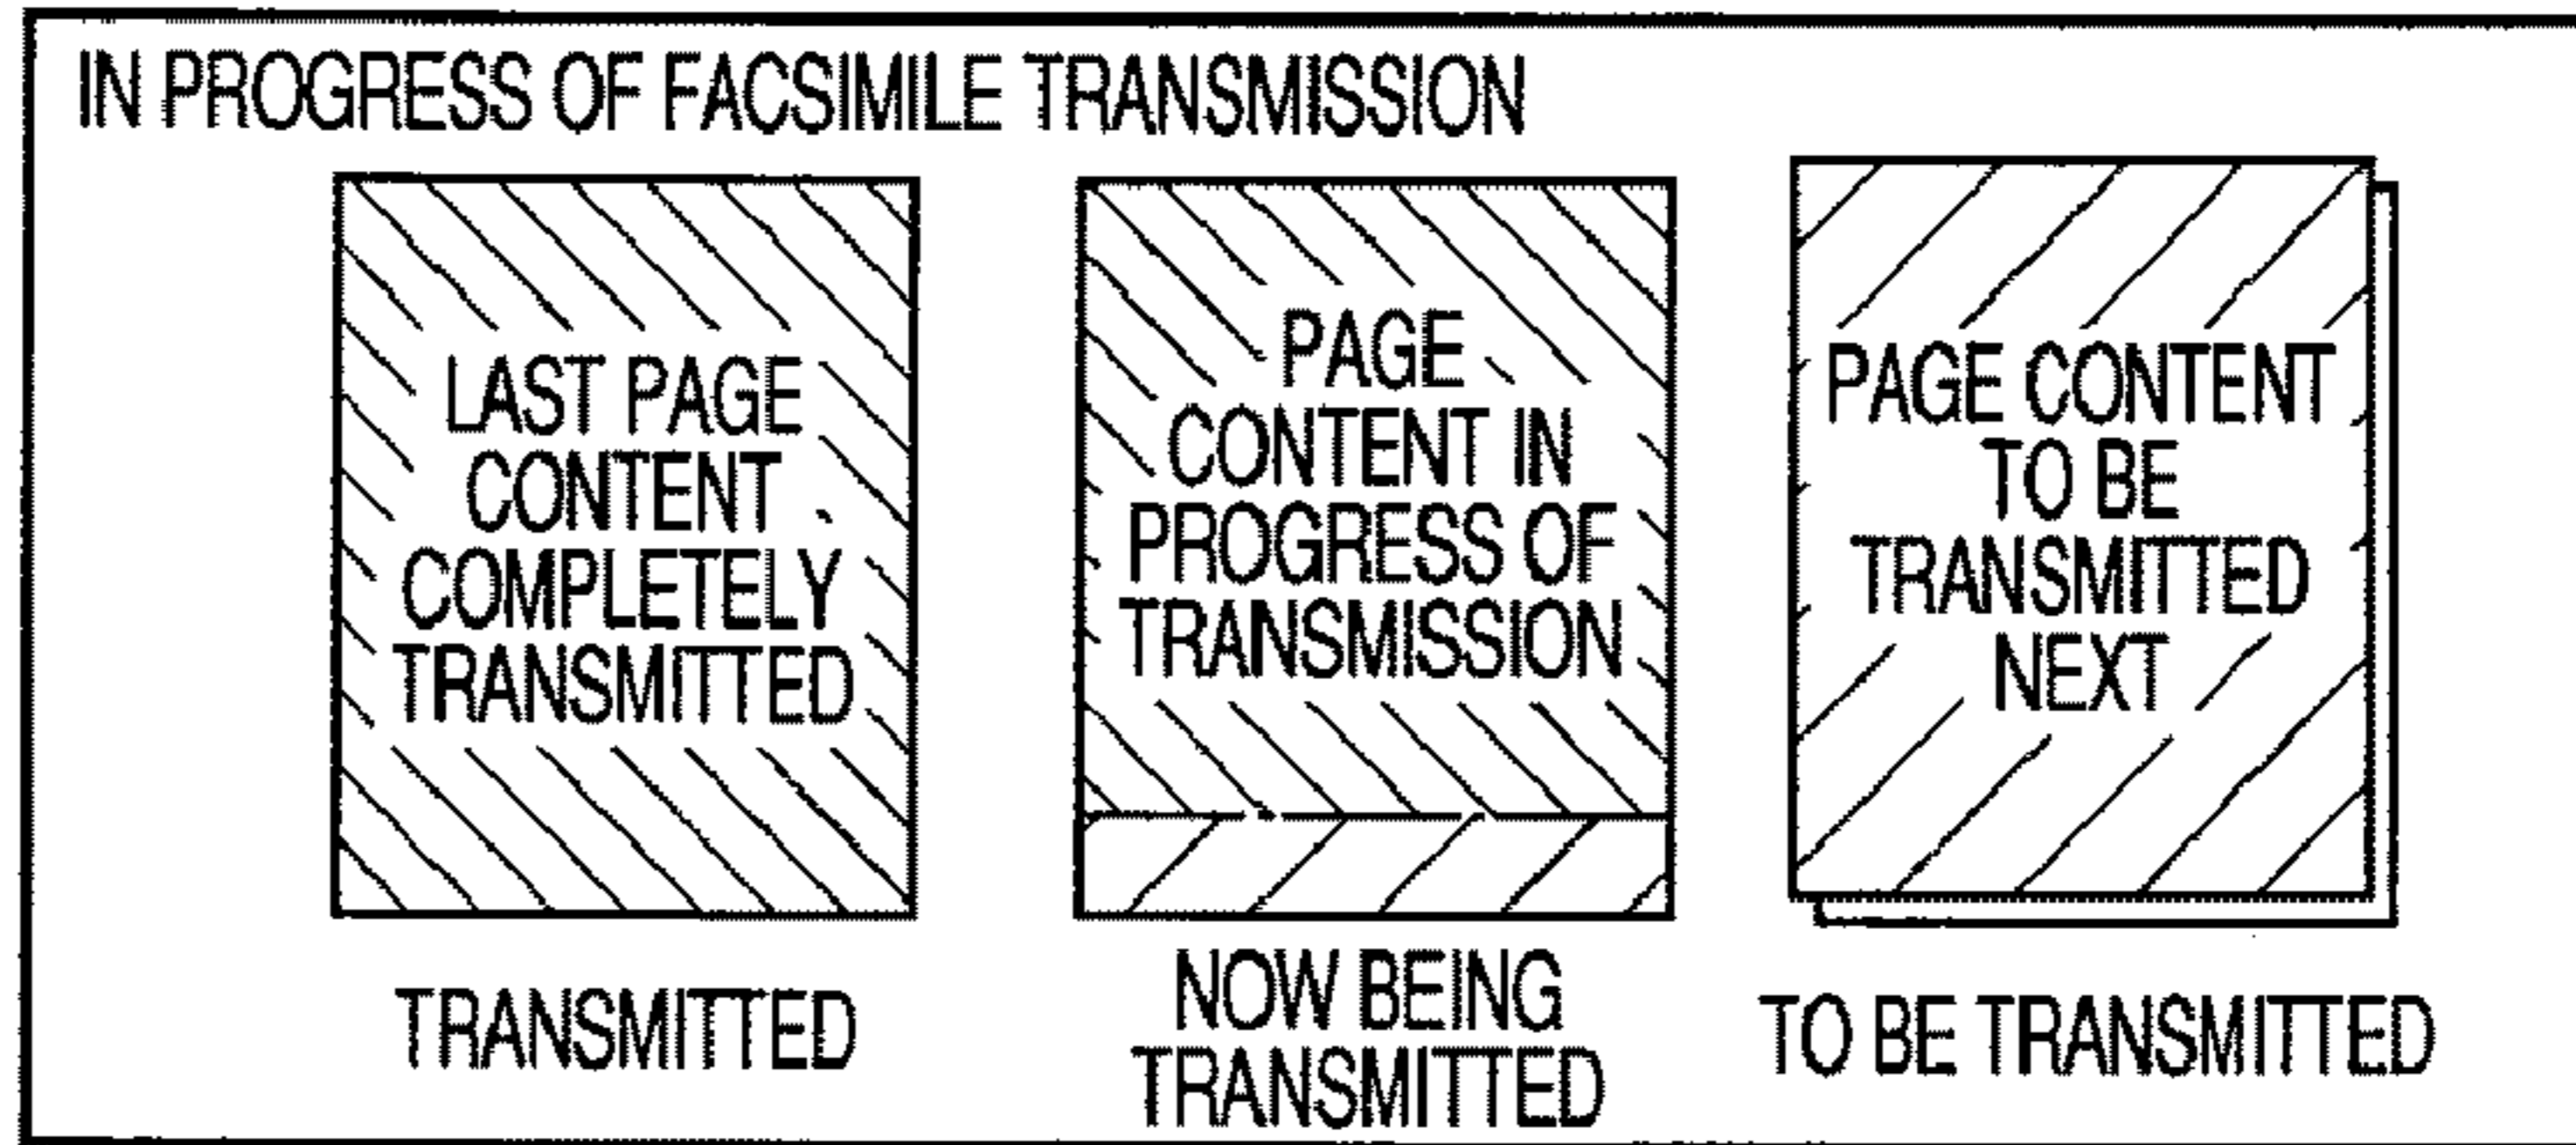 IN PROGRESS OF FACSIMILE TRANSMISSION
LAST PAGE
CONTENT
COMPLETELY
TRANSMITTED
PAGE
CONTENT IN
PROGRESS OF
TRANSMISSION
PAGE CONTENT
TO BE
TRANSMITTED
NEXT
TRANSMITTED
NOW BEING
TRANSMITTED
TO BE TRANSMITTED